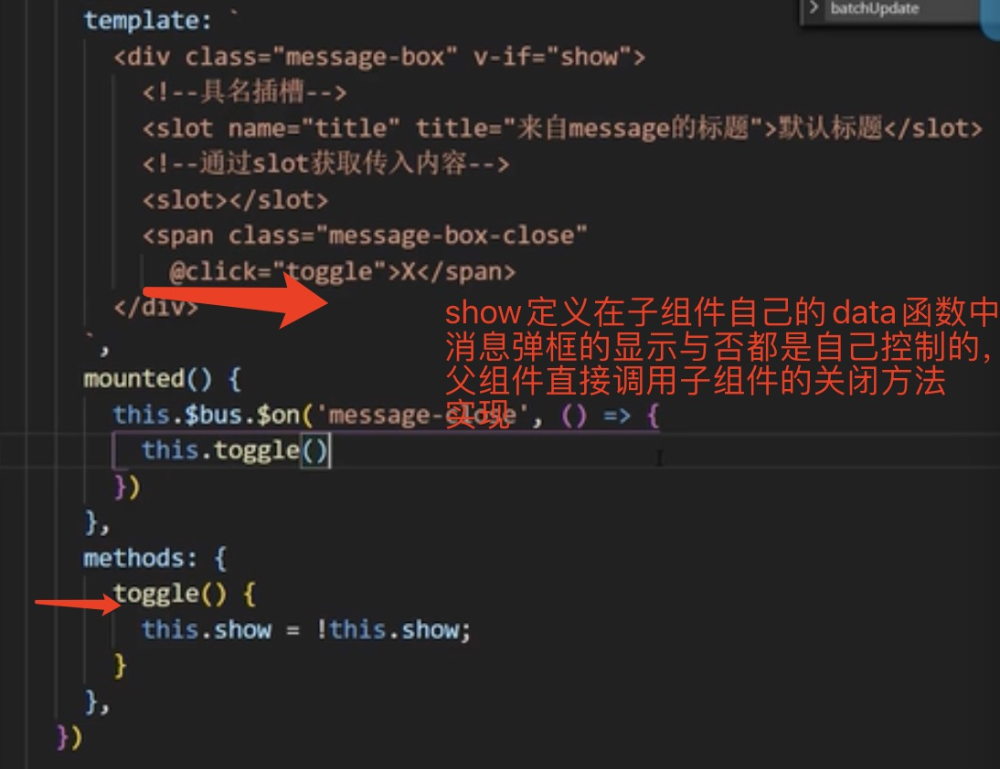 batchUpdate
template: `
<div class="message-box" v-if="show">
<!--具名插槽-->
<slot name="title" title="来自message的标题">默认标题</slot>
<!--通过slot获取传入内容-->
<slot></slot>
<span class="message-box-close"
@click="toggle">X</span>
</div>
`,
show定义在子组件自己的data函数中
消息弹框的显示与否都是自己控制的,
父组件直接调用子组件的关闭方法
实现
mounted() {
this.$bus.$on('message-close', () => {
this.toggle()
})
},
methods: {
toggle() {
this.show = !this.show;
}
},
})